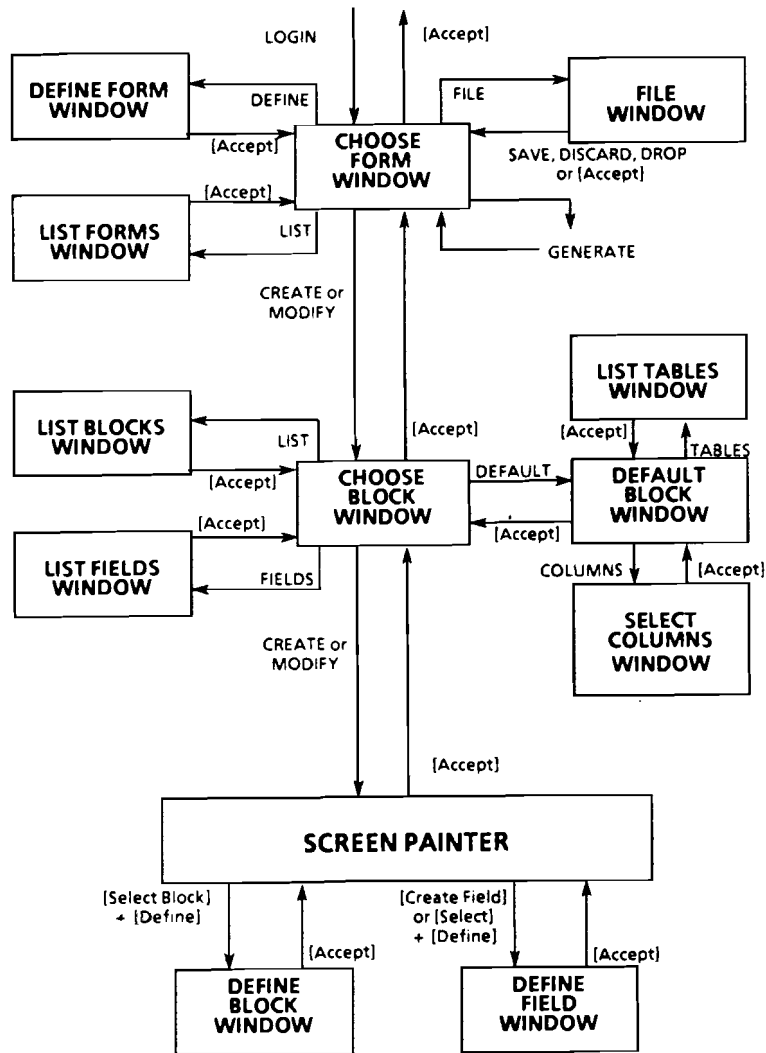 LOGIN
[Accept]
DEFINE FORM
WINDOW
DEFINE
FILE
FILE
WINDOW
[Accept]
CHOOSE
FORM
WINDOW
SAVE, DISCARD, DROP
or [Accept]
[Accept]
LIST FORMS
WINDOW
LIST
GENERATE
CREATE or
MODIFY
LIST TABLES
WINDOW
LIST BLOCKS
WINDOW
LIST
[Accept]
[Accept]
TABLES
[Accept]
CHOOSE
BLOCK
WINDOW
DEFAULT
DEFAULT
BLOCK
WINDOW
[Accept]
[Accept]
LIST FIELDS
WINDOW
FIELDS
COLUMNS
[Accept]
SELECT
COLUMNS
WINDOW
CREATE or
MODIFY
[Accept]
SCREEN PAINTER
[Select Block]
+ [Define]
[Accept]
[Create Field]
or [Select]
+ [Define]
[Accept]
DEFINE
BLOCK
WINDOW
DEFINE
FIELD
WINDOW